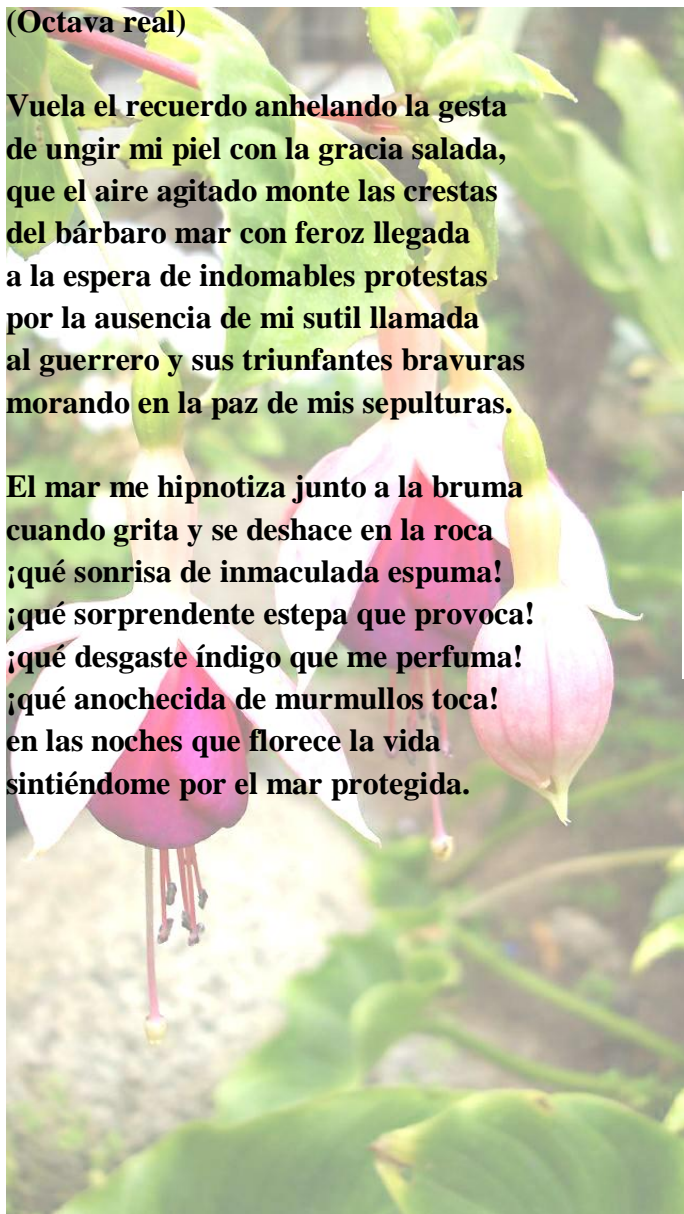 (Octava real)
Vuela el recuerdo anhelando la gesta
de ungir mi piel con la gracia salada,
que el aire agitado monte las crestas
del bárbaro mar con feroz llegada
a la espera de indomables protestas
por la ausencia de mi sutil llamada
al guerrero y sus triunfantes bravuras
morando en la paz de mis sepulturas.
El mar me hipnotiza junto a la bruma
cuando grita y se deshace en la roca
¡qué sonrisa de inmaculada espuma!
¡qué sorprendente estepa que provoca!
¡qué desgaste índigo que me perfuma!
¡qué anochecida de murmullos toca!
en las noches que florece la vida
sintiéndome por el mar protegida.